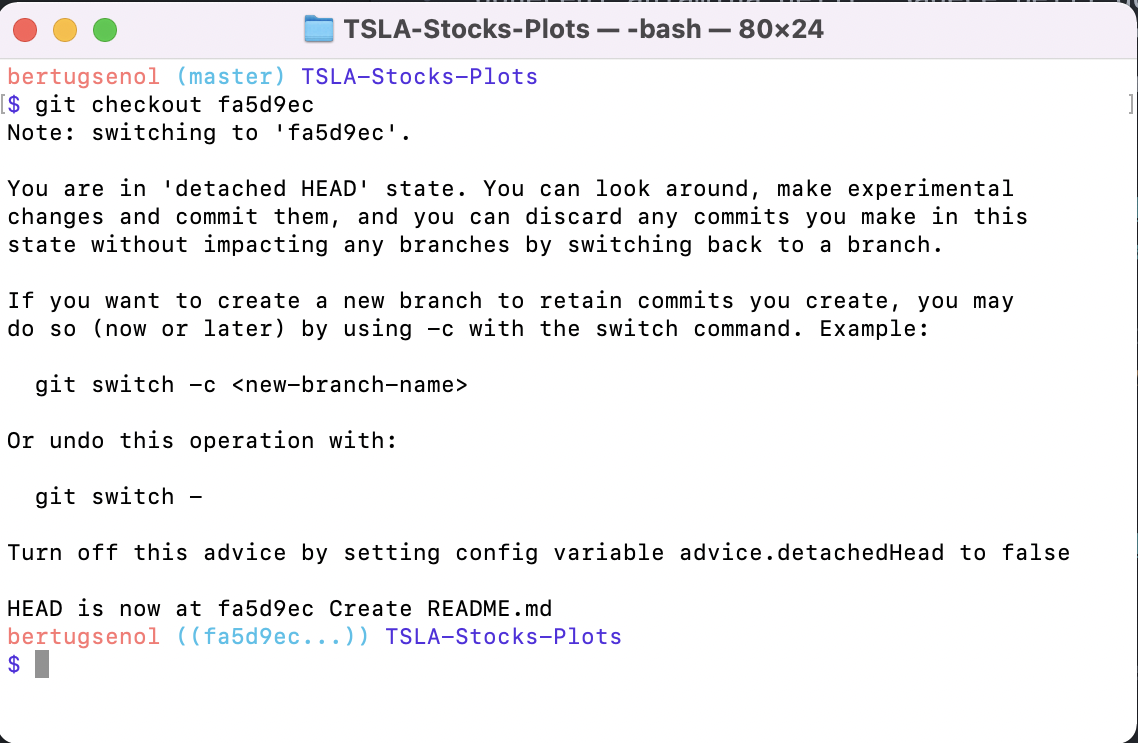 TSLA-Stocks-Plots — -bash — 80×24
bertugsenol (master) TSLA-Stocks-Plots
[$ git checkout fa5d9ec ]
Note: switching to 'fa5d9ec'.
You are in 'detached HEAD' state. You can look around, make experimental
changes and commit them, and you can discard any commits you make in this
state without impacting any branches by switching back to a branch.
If you want to create a new branch to retain commits you create, you may
do so (now or later) by using -c with the switch command. Example:
git switch -c <new-branch-name>
Or undo this operation with:
git switch -
Turn off this advice by setting config variable advice.detachedHead to false
HEAD is now at fa5d9ec Create README.md
bertugsenol ((fa5d9ec...)) TSLA-Stocks-Plots
$